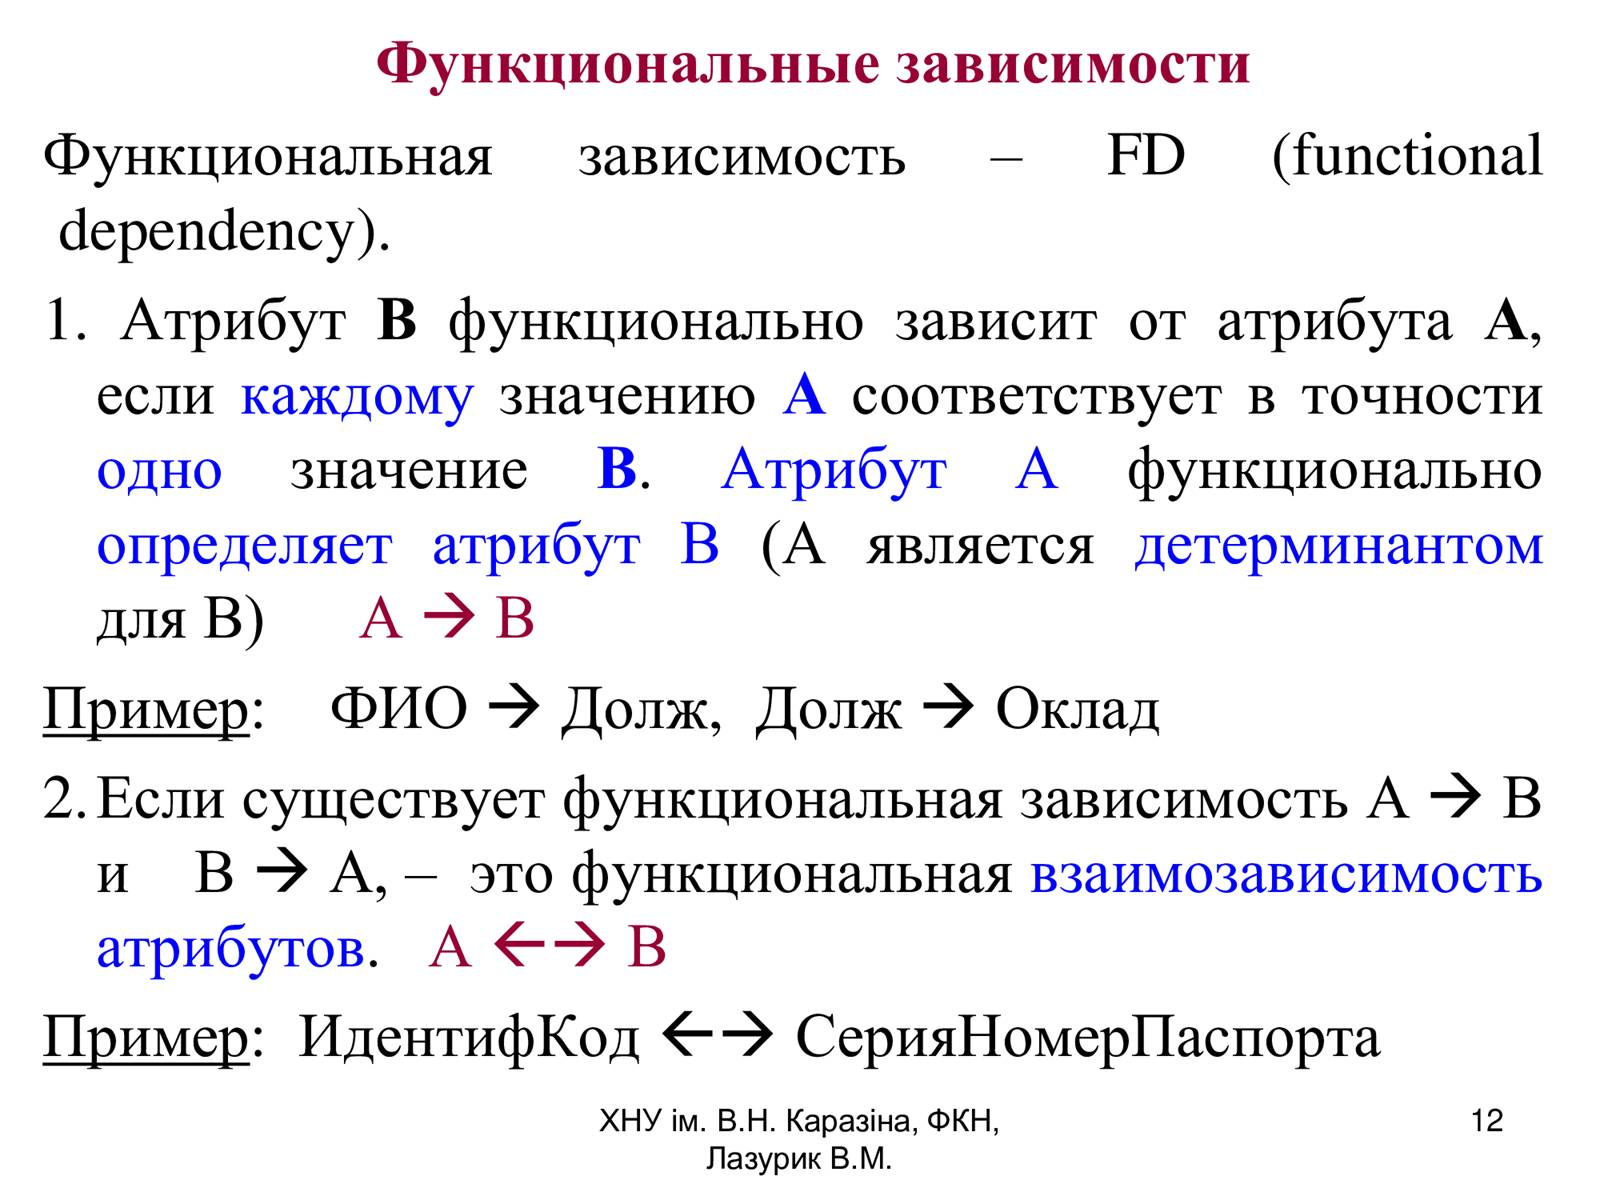 Функциональные зависимости
Функциональная зависимость – FD (functional
dependency).
1. Атрибут В функционально зависит от атрибута А,
если каждому значению А соответствует в точности
одно значение В. Атрибут А функционально
определяет атрибут В (А является детерминантом
для В) А → В
Пример: ФИО → Долж, Долж → Оклад
2. Если существует функциональная зависимость А → В
и В → А, – это функциональная взаимозависимость
атрибутов. А ←→ В
Пример: ИдентифКод ←→ СерияНомерПаспорта
ХНУ ім. В.Н. Каразіна, ФКН,
Лазурик В.М.
12